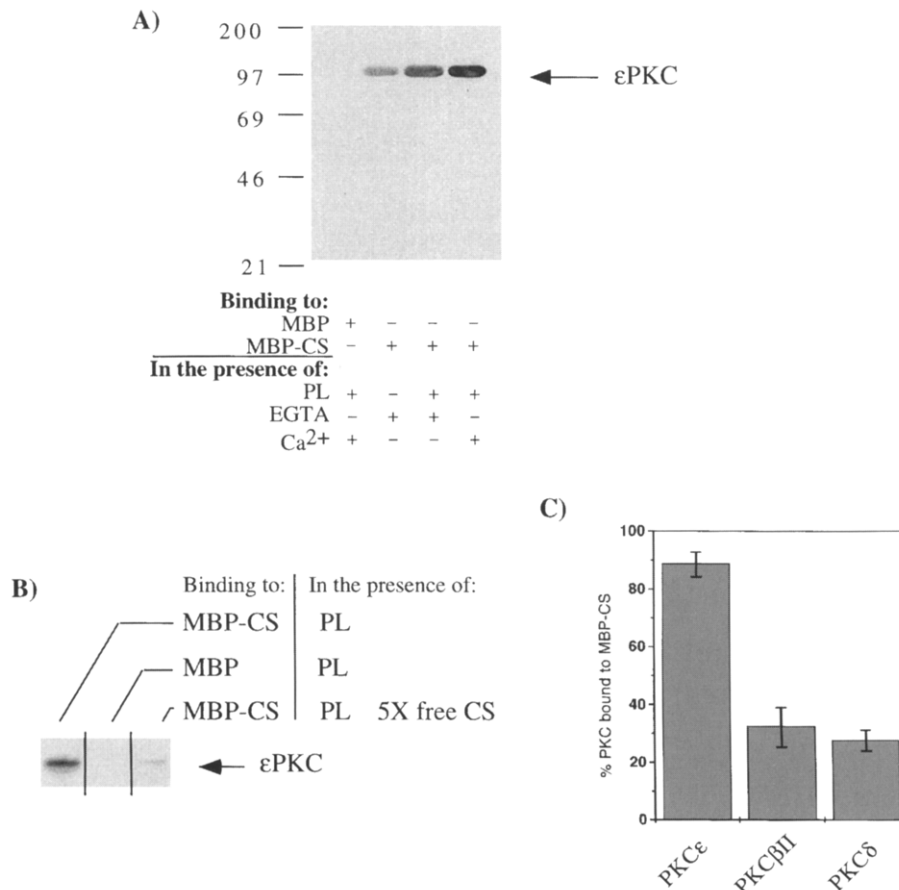 A)
200
97
69
46
21
εPKC
Binding to:
MBP + – – –
MBP-CS – + + +
In the presence of:
PL + – + +
EGTA – + + –
Ca2+ + – – +
B)
Binding to: In the presence of:
MBP-CS PL
MBP PL
MBP-CS PL 5X free CS
εPKC
C)
% PKC bound to MBP-CS
100
80
60
40
20
0
PKCε
PKCβII
PKCδ